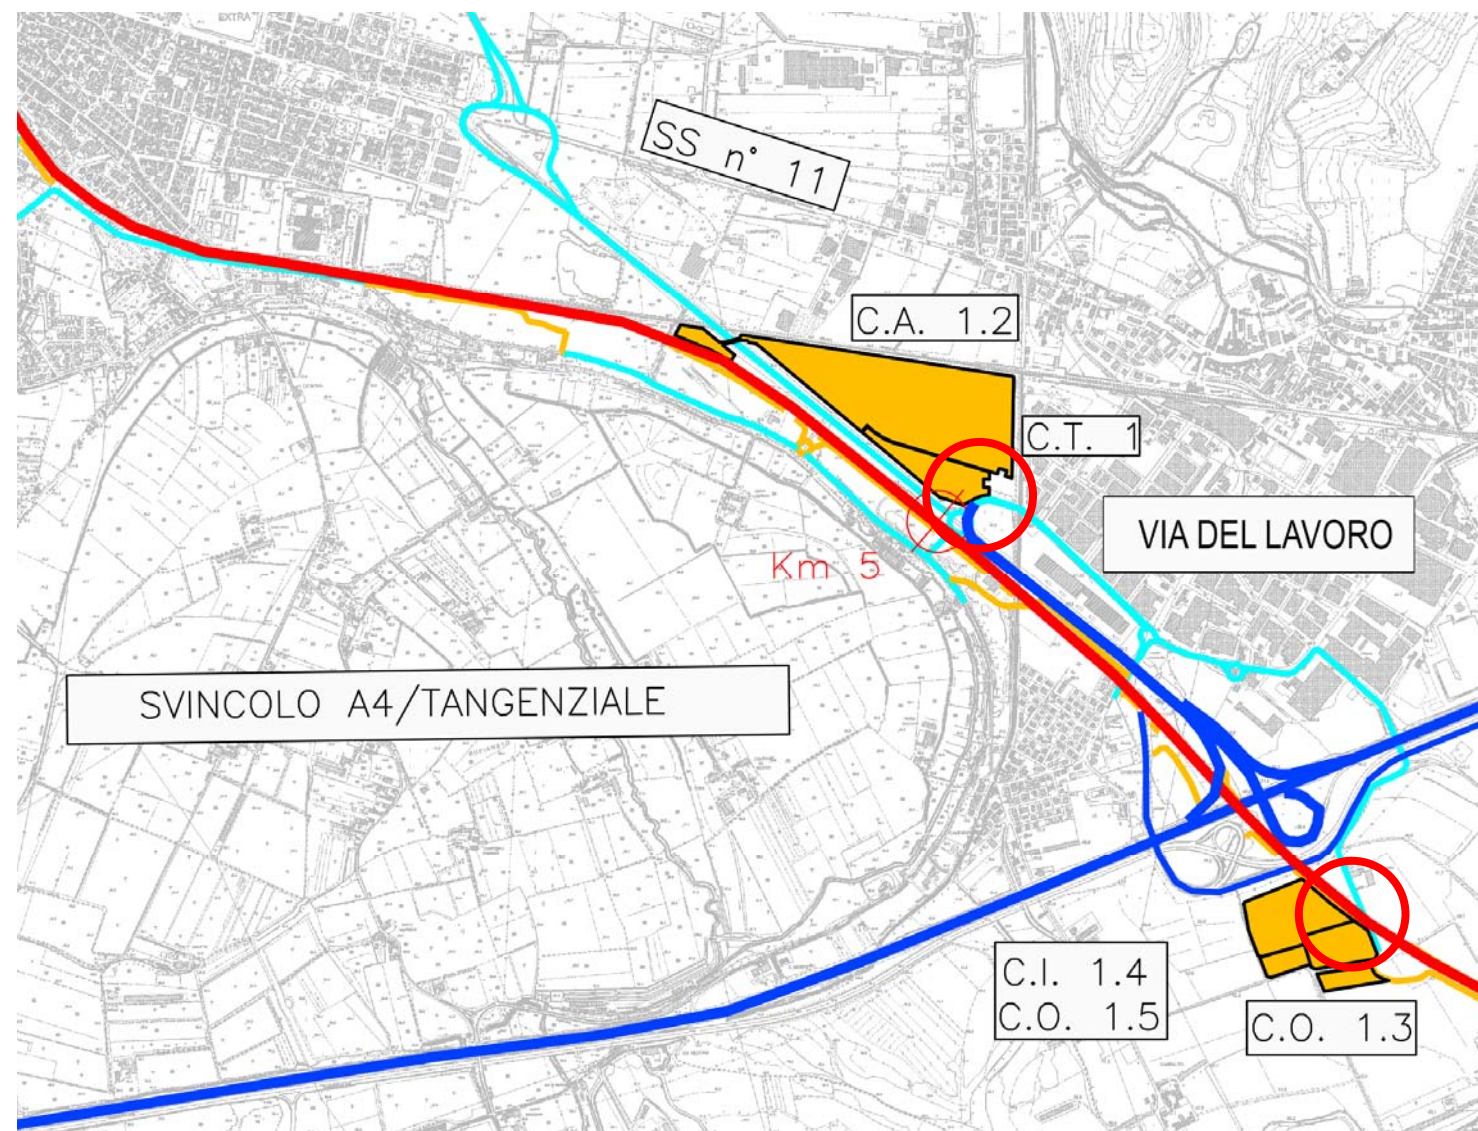 EXTRA
SS n° 11
C.A. 1.2
C.T. 1
VIA DEL LAVORO
Km 5
SVINCOLO A4/TANGENZIALE
C.I. 1.4
C.O. 1.5
C.O. 1.3